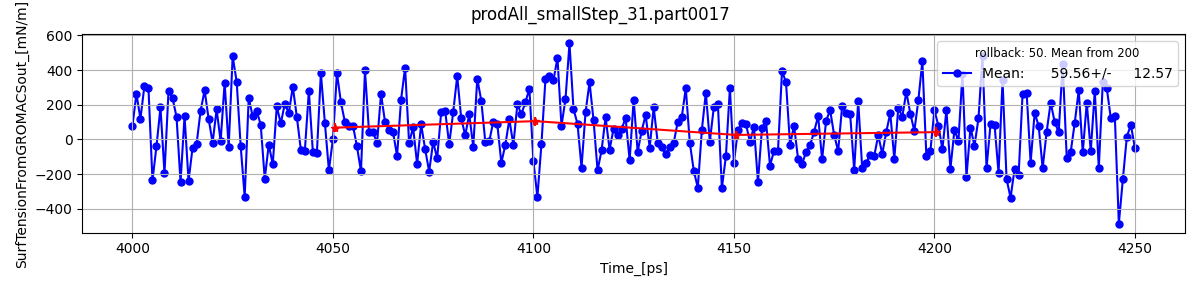 prodAll_smallStep_31.part0017
SurfTensionFromGROMACSout_[mN/m]
600
400
200
0
−200
−400
rollback: 50. Mean from 200
Mean: 59.56+/- 12.57
4000 4050 4100 4150 4200 4250
Time_[ps]